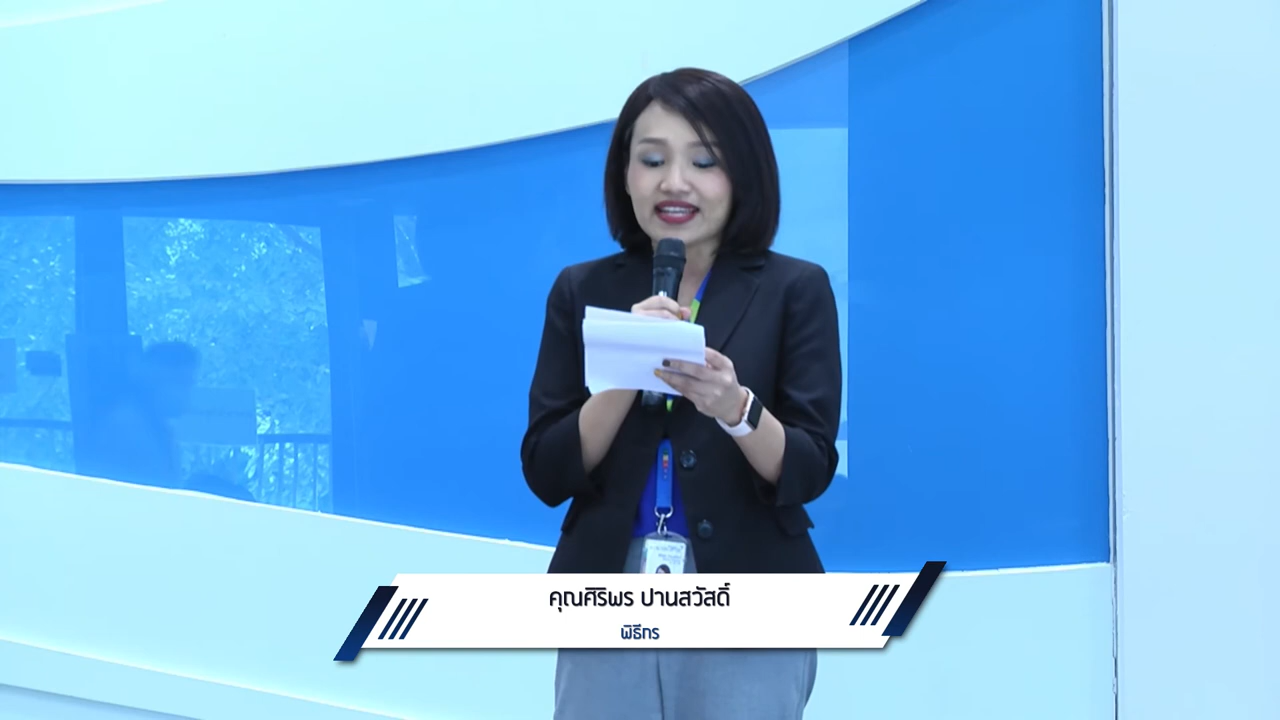 คุณศิริพร ปานสวัสดิ์
พิธีกร